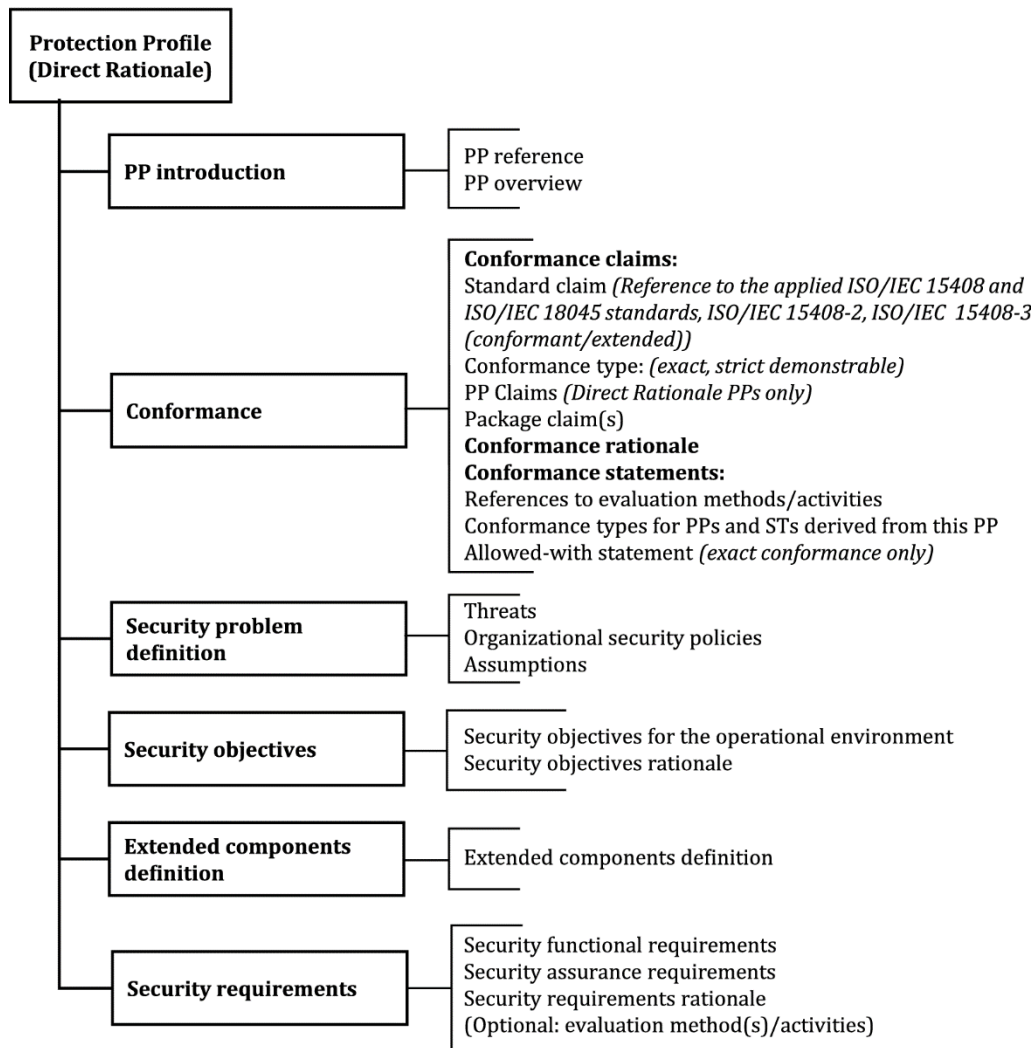 Protection Profile
(Direct Rationale)
PP introduction
PP reference
PP overview
Conformance
Conformance claims:
Standard claim (Reference to the applied ISO/IEC 15408 and
ISO/IEC 18045 standards, ISO/IEC 15408-2, ISO/IEC 15408-3
(conformant/extended))
Conformance type: (exact, strict demonstrable)
PP Claims (Direct Rationale PPs only)
Package claim(s)
Conformance rationale
Conformance statements:
References to evaluation methods/activities
Conformance types for PPs and STs derived from this PP
Allowed-with statement (exact conformance only)
Security problem
definition
Threats
Organizational security policies
Assumptions
Security objectives
Security objectives for the operational environment
Security objectives rationale
Extended components
definition
Extended components definition
Security requirements
Security functional requirements
Security assurance requirements
Security requirements rationale
(Optional: evaluation method(s)/activities)